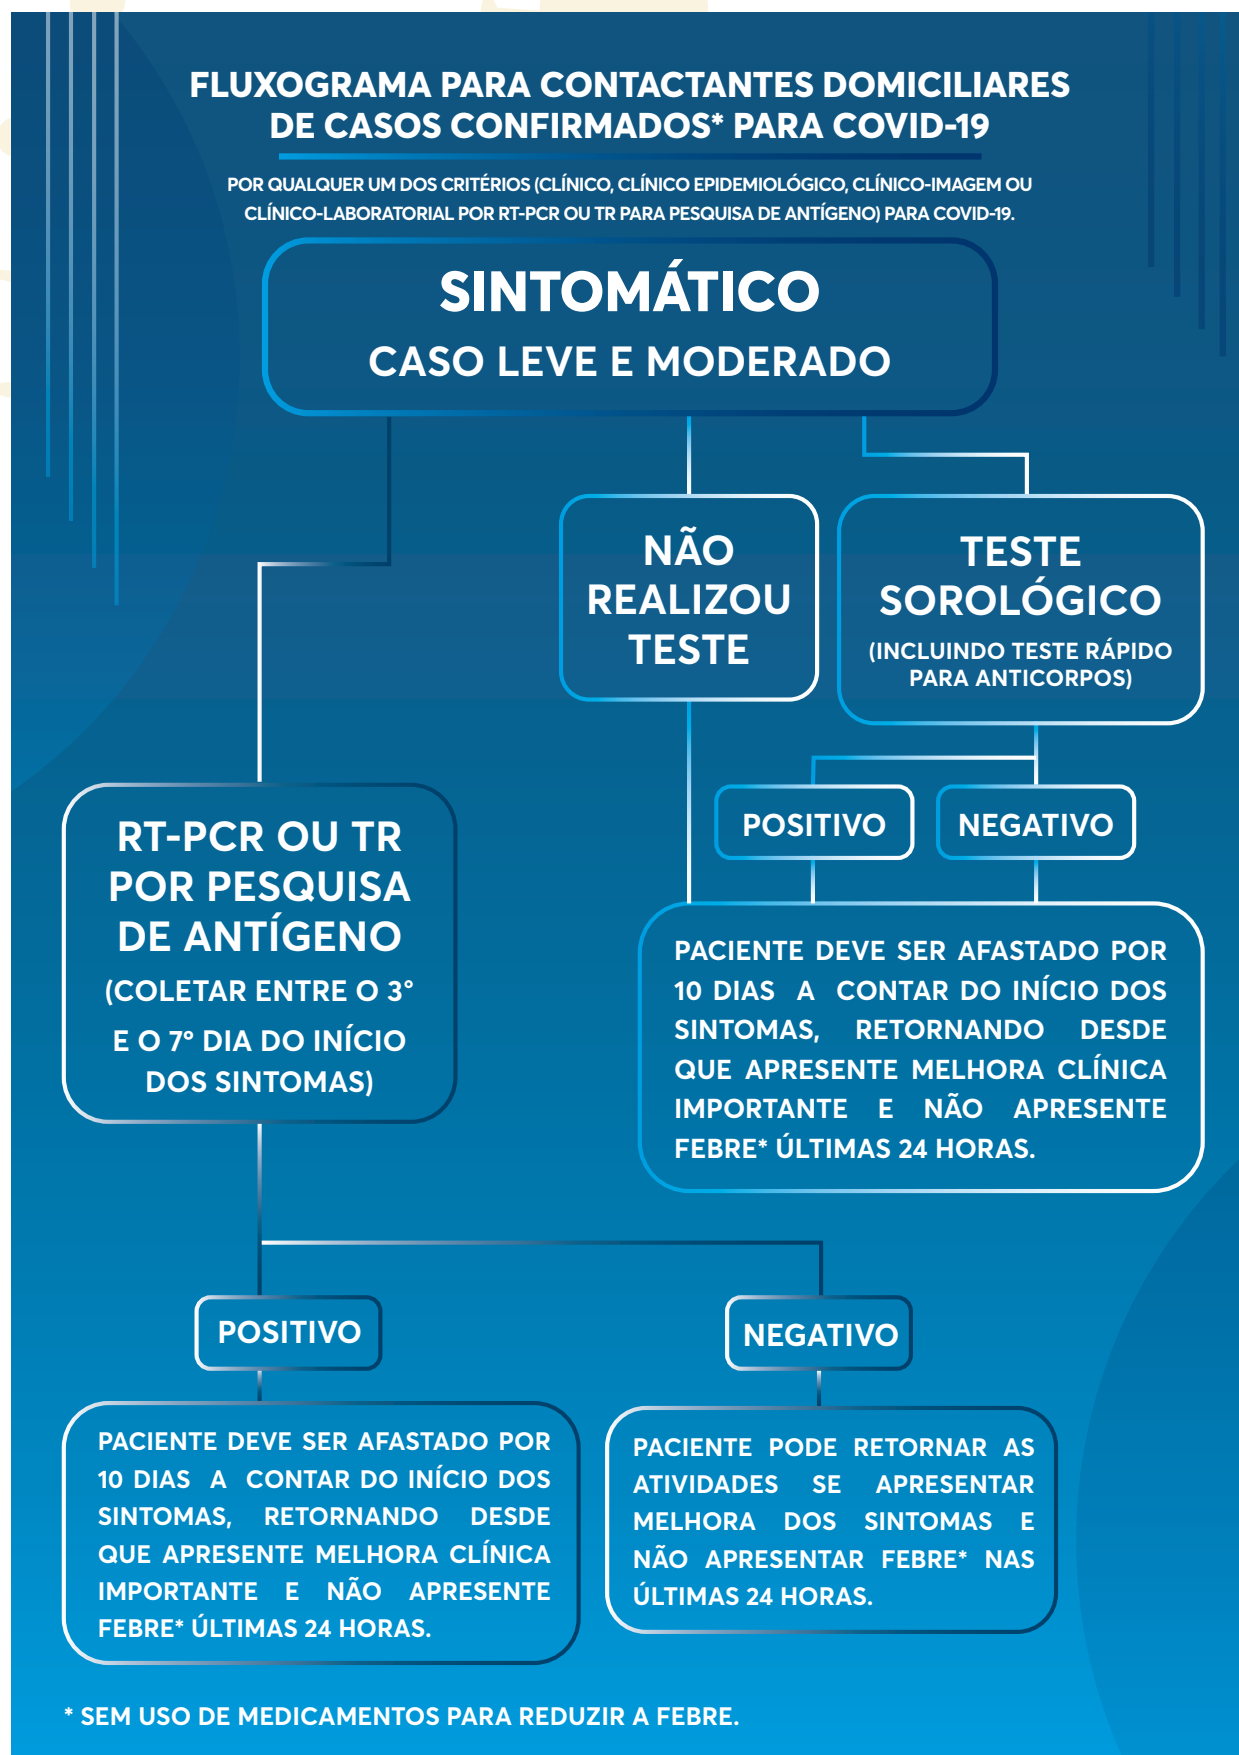 FLUXOGRAMA PARA CONTACTANTES DOMICILIARES
DE CASOS CONFIRMADOS* PARA COVID-19
POR QUALQUER UM DOS CRITÉRIOS (CLÍNICO, CLÍNICO EPIDEMIOLÓGICO, CLÍNICO-IMAGEM OU
CLÍNICO-LABORATORIAL POR RT-PCR OU TR PARA PESQUISA DE ANTÍGENO) PARA COVID-19.
SINTOMÁTICO
CASO LEVE E MODERADO
NÃO
REALIZOU
TESTE
TESTE
SOROLÓGICO
(INCLUINDO TESTE RÁPIDO
PARA ANTICORPOS)
POSITIVO
NEGATIVO
PACIENTE DEVE SER AFASTADO POR
10 DIAS A CONTAR DO INÍCIO DOS
SINTOMAS, RETORNANDO DESDE
QUE APRESENTE MELHORA CLÍNICA
IMPORTANTE E NÃO APRESENTE
FEBRE* ÚLTIMAS 24 HORAS.
RT-PCR OU TR
POR PESQUISA
DE ANTÍGENO
(COLETAR ENTRE O 3°
E O 7º DIA DO INÍCIO
DOS SINTOMAS)
POSITIVO
NEGATIVO
PACIENTE DEVE SER AFASTADO POR
10 DIAS A CONTAR DO INÍCIO DOS
SINTOMAS, RETORNANDO DESDE
QUE APRESENTE MELHORA CLÍNICA
IMPORTANTE E NÃO APRESENTE
FEBRE* ÚLTIMAS 24 HORAS.
PACIENTE PODE RETORNAR AS
ATIVIDADES SE APRESENTAR
MELHORA DOS SINTOMAS E
NÃO APRESENTAR FEBRE* NAS
ÚLTIMAS 24 HORAS.
* SEM USO DE MEDICAMENTOS PARA REDUZIR A FEBRE.